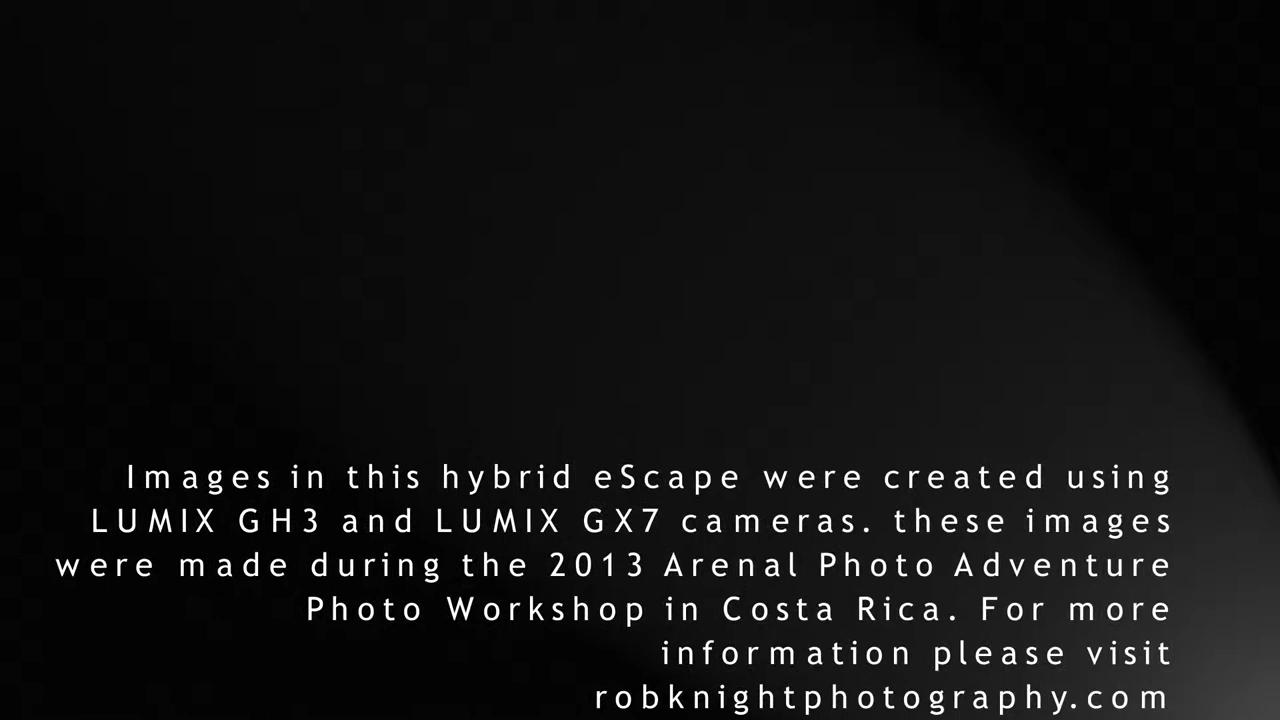 Images in this hybrid eScape were created using
LUMIX GH3 and LUMIX GX7 cameras. these images
were made during the 2013 Arenal Photo Adventure
Photo Workshop in Costa Rica. For more
information please visit
robknightphotography.com